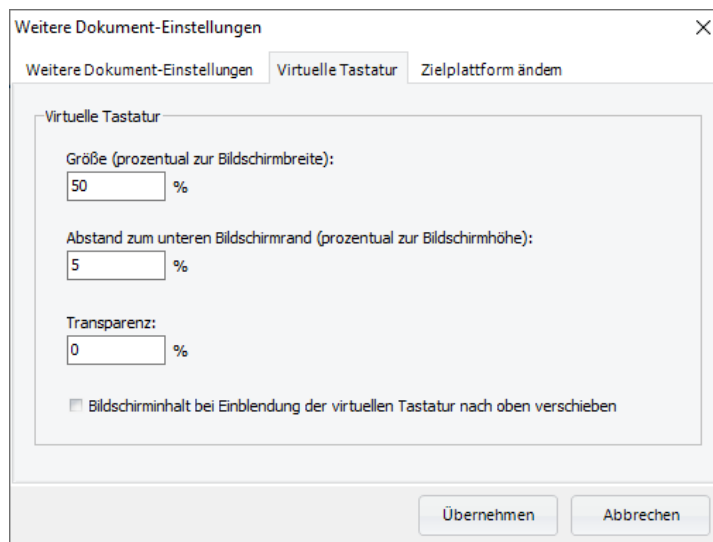 Weitere Dokument-Einstellungen
Weitere Dokument-Einstellungen Virtuelle Tastatur Zielplattform ändern
Virtuelle Tastatur
Größe (prozentual zur Bildschirmbreite):
50 %
Abstand zum unteren Bildschirmrand (prozentual zur Bildschirmhöhe):
5 %
Transparenz:
0 %
Bildschirminhalt bei Einblendung der virtuellen Tastatur nach oben verschieben
Übernehmen Abbrechen